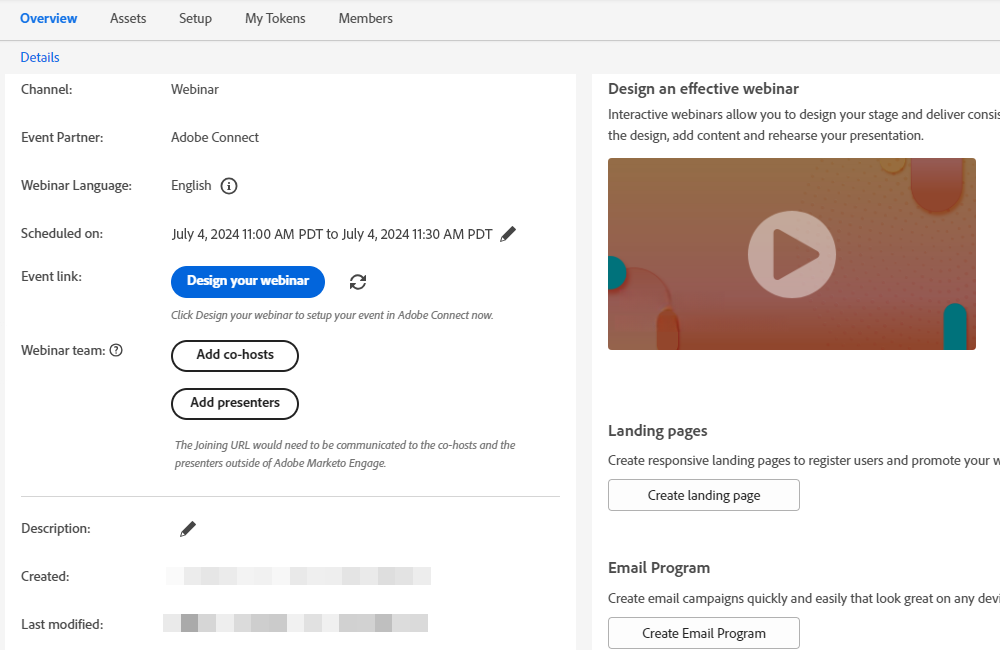 Overview Assets Setup My Tokens Members
Details
Channel: Webinar
Event Partner: Adobe Connect
Webinar Language: English
Scheduled on: July 4, 2024 11:00 AM PDT to July 4, 2024 11:30 AM PDT
Event link: Design your webinar
Click Design your webinar to setup your event in Adobe Connect now.
Webinar team: Add co-hosts
Add presenters
The Joining URL would need to be communicated to the co-hosts and the
presenters outside of Adobe Marketo Engage.
Description:
Created:
Last modified:
Design an effective webinar
Interactive webinars allow you to design your stage and deliver
the design, add content and rehearse your presentation.
Landing pages
Create responsive landing pages to register users and promote your
Create landing page
Email Program
Create email campaigns quickly and easily that look great on any
Create Email Program